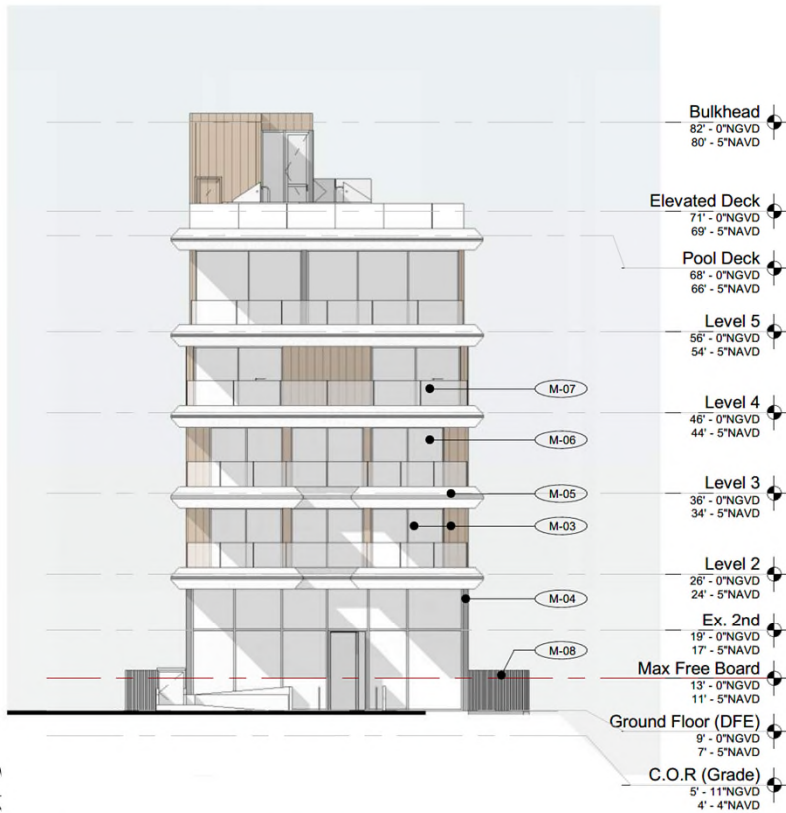 Bulkhead
82' - 0"NGVD
80' - 5"NAVD
Elevated Deck
71' - 0"NGVD
69' - 5"NAVD
Pool Deck
68' - 0"NGVD
66' - 5"NAVD
Level 5
56' - 0"NGVD
54' - 5"NAVD
M-07
Level 4
46' - 0"NGVD
44' - 5"NAVD
M-06
M-05
Level 3
36' - 0"NGVD
34' - 5"NAVD
M-03
Level 2
26' - 0"NGVD
24' - 5"NAVD
M-04
Ex. 2nd
19' - 0"NGVD
17' - 5"NAVD
M-08
Max Free Board
13' - 0"NGVD
11' - 5"NAVD
Ground Floor (DFE)
9' - 0"NGVD
7' - 5"NAVD
C.O.R (Grade)
5' - 11"NGVD
4' - 4"NAVD